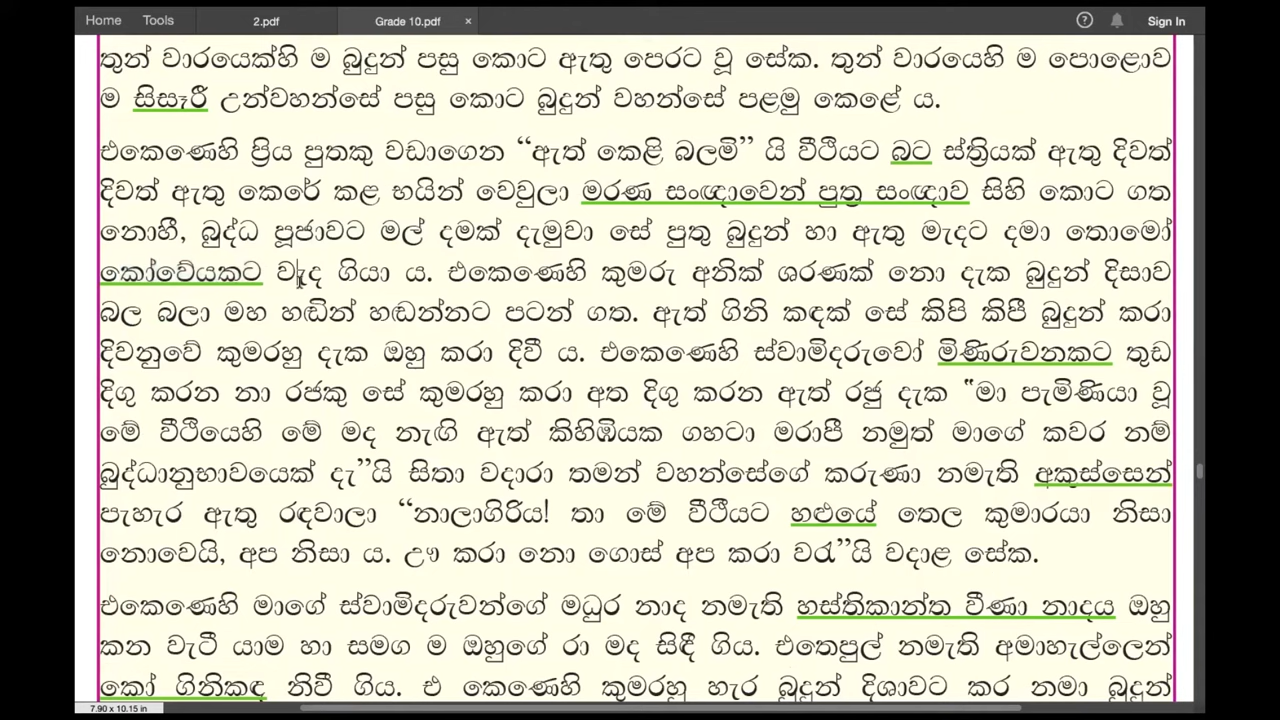 Home Tools 2.pdf Grade 10.pdf × Sign In
තුන් වාරයෙක්හි ම බුදුන් පසු කොට ඇතු පෙරට වූ සේක. තුන් වාරයෙහි ම පොළොව
ම සිසෑරී උන්වහන්සේ පසු කොට බුදුන් වහන්සේ පළමු කෙළේ ය.
එකෙණෙහි ප්‍රිය පුතකු වඩාගෙන “ඇත් කෙළි බලමි” යි වීථියට බට ස්ත්‍රියක් ඇතු දිවත්
දිවත් ඇතු කෙරේ කළ භයින් වෙවුලා මරණ සංඥාවෙන් පුත්‍ර සංඥාව සිහි කොට ගත
නොහී, බුද්ධ පූජාවට මල් දමක් දැමුවා සේ පුතු බුදුන් හා ඇතු මැදට දමා තොමෝ
කෝවේයකට වැද ගියා ය. එකෙණෙහි කුමරු අනික් ශරණක් නො දැක බුදුන් දිසාව
බල බලා මහ හඬින් හඬන්නට පටන් ගත. ඇත් ගිනි කඳක් සේ කිපි කිපී බුදුන් කරා
දිවනුවේ කුමරහු දැක ඔහු කරා දිවී ය. එකෙණෙහි ස්වාමිදරුවෝ මිණිරුවනකට තුඩ
දිගු කරන නා රජකු සේ කුමරහු කරා අත දිගු කරන ඇත් රජු දැක “මා පැමිණියා වූ
මේ වීථියෙහි මේ මද නැඟි ඇත් කිහිඹියක ගහටා මරාපී නමුත් මාගේ කවර නම්
බුද්ධානුභාවයෙක් දැ”යි සිතා වදාරා තමන් වහන්සේගේ කරුණා නමැති අකුස්සෙන්
පැහැර ඇතු රඳවාලා “නාලාගිරිය! තා මේ වීථියට හළුයේ තෙල කුමාරයා නිසා
නොවෙයි, අප නිසා ය. ඌ කරා නො ගොස් අප කරා වරැ”යි වදාළ සේක.
එකෙණෙහි මාගේ ස්වාමිදරුවන්ගේ මධුර නාද නමැති හස්තිකාන්ත වීණා නාදය ඔහු
කන වැටී යාම හා සමග ම ඔහුගේ රා මද සිඳී ගිය. එතෙපුල් නමැති අමාහැල්ලෙන්
කෝ ගිනිකඳ නිවී ගිය. එ කෙණෙහි කුමරහු හැර බුදුන් දිශාවට කර නමා බුදුන්
7.90 x 10.15 in